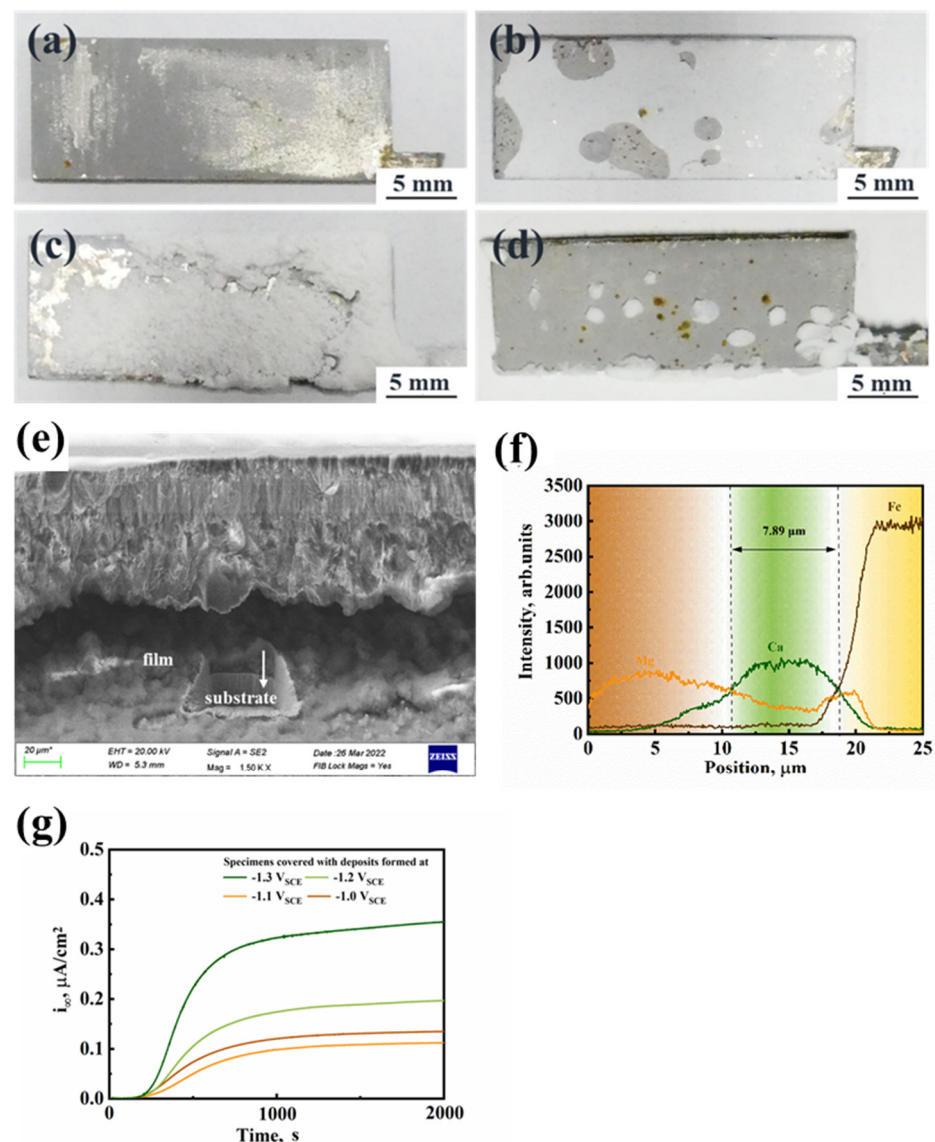 (a)
5 mm
(b)
5 mm
(c)
5 mm
(d)
5 mm
(e)
film
substrate
20 µm*
EHT = 20.00 kV
WD = 5.3 mm
Signal A = SE2
Mag = 1.50 K X
Date :26 Mar 2022
FIB Lock Mags = Yes
ZEISS
(f)
3500
3000
2500
2000
1500
1000
500
0
Intensity, arb.units
7.89 µm
Fe
Ca
Mg
0 5 10 15 20 25
Position, µm
(g)
0.5
0.4
0.3
0.2
0.1
0.0
i∞, µA/cm²
Specimens covered with deposits formed at
-1.3 VSCE -1.2 VSCE
-1.1 VSCE -1.0 VSCE
0 1000 2000
Time, s